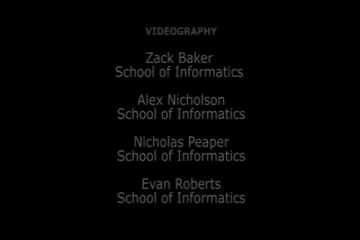 VIDEOGRAPHY
Zack Baker
School of Informatics
Alex Nicholson
School of Informatics
Nicholas Peaper
School of Informatics
Evan Roberts
School of Informatics